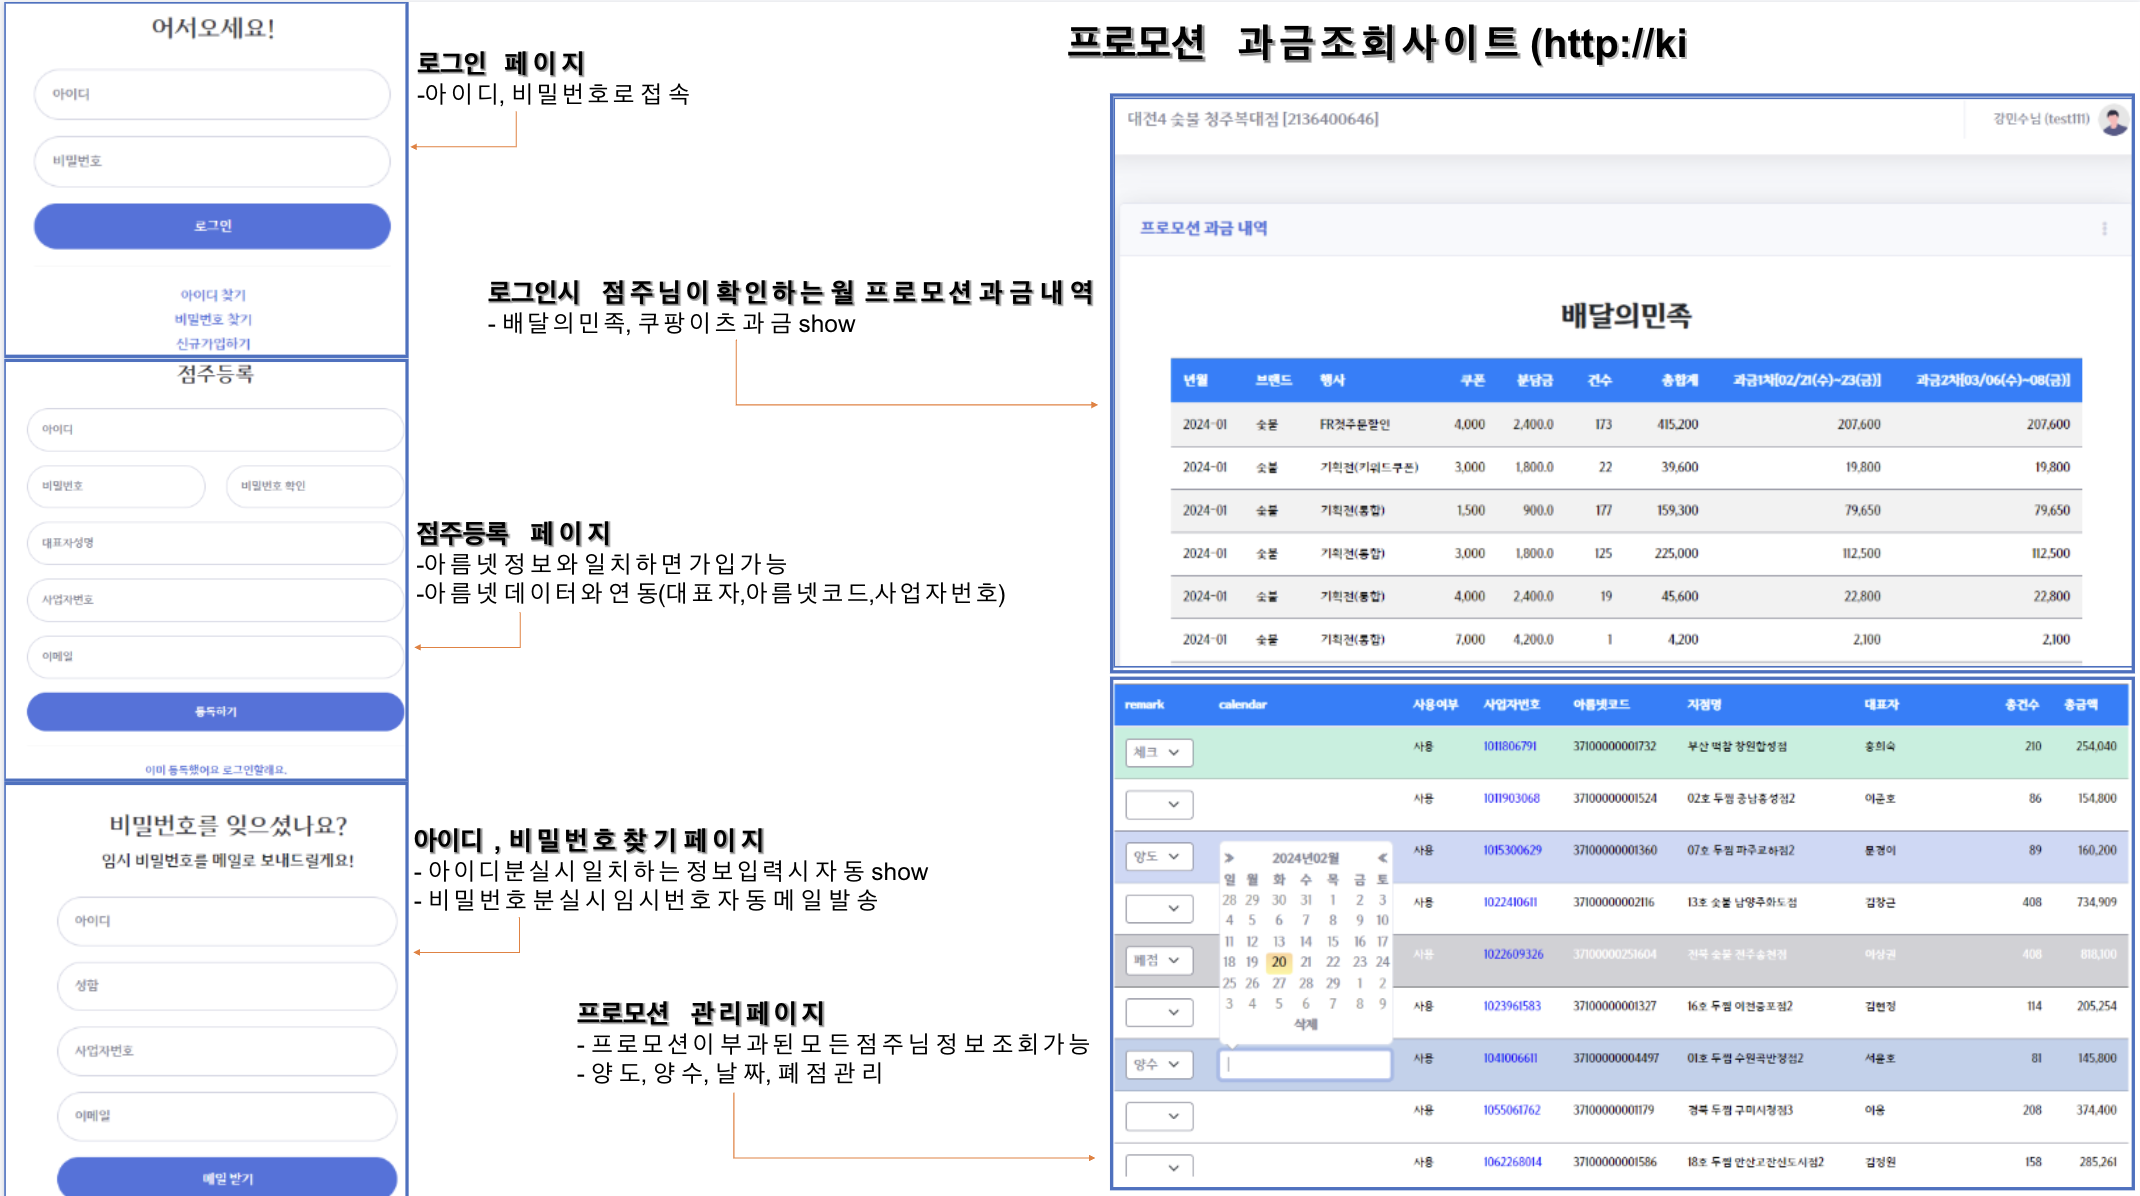 프로모션 과금조회사이트 (http://ki
어서오세요!
아이디
비밀번호
로그인
아이디 찾기
비밀번호 찾기
신규가입하기
로그인 페이지
-아이디, 비밀번호로 접속
점주등록
아이디
비밀번호 비밀번호 확인
대표자성명
사업자번호
이메일
등록하기
이미 등록했어요 로그인할래요.
점주등록 페이지
-아름넷 정보와 일치하면 가입가능
-아름넷 데이터와 연동(대표자,아름넷코드,사업자번호)
비밀번호를 잊으셨나요?
임시 비밀번호를 메일로 보내드릴게요!
아이디
성함
사업자번호
이메일
메일 받기
아이디 , 비밀번호 찾기 페이지
- 아이디 분실시 일치하는 정보 입력시 자동 show
- 비밀번호 분실시 임시번호 자동 메일 발송
로그인시 점주님이 확인하는 월 프로모션 과금 내역
- 배달의민족, 쿠팡이츠 과금 show
대전4 숯불 청주복대점 [2136400646] 강민수님 (test111)
프로모션 과금 내역
배달의민족
년월 브랜드 행사 쿠폰 분담금 건수 총합계 과금1차[02/21(수)~23(금)] 과금2차[03/06(수)~08(금)]
2024-01 숯불 FR첫주문할인 4,000 2,400.0 173 415,200 207,600 207,600
2024-01 숯불 기획전(키워드쿠폰) 3,000 1,800.0 22 39,600 19,800 19,800
2024-01 숯불 기획전(통합) 1,500 900.0 177 159,300 79,650 79,650
2024-01 숯불 기획전(통합) 3,000 1,800.0 125 225,000 112,500 112,500
2024-01 숯불 기획전(통합) 4,000 2,400.0 19 45,600 22,800 22,800
2024-01 숯불 기획전(통합) 7,000 4,200.0 1 4,200 2,100 2,100
프로모션 관리페이지
- 프로모션이 부과된 모든 점주님 정보 조회가능
- 양도, 양수, 날짜, 폐점관리
remark calendar 사용여부 사업자번호 아름넷코드 지점명 대표자 총건수 총금액
체크 사용 1011806791 37100000001732 부산 떡참 창원합성점 홍희숙 210 254,040
사용 1011903068 37100000001524 02호 두찜 충남홍성점2 이준호 86 154,800
양도 사용 1015300629 37100000001360 07호 두찜 파주교하점2 문경이 89 160,200
사용 1022410611 37100000002116 13호 숯불 남양주화도점 김창근 408 734,909
폐점 사용 1022609326 37100000251604 전북 숯불 전주송천점 이상권 408 818,100
사용 1023961583 37100000001327 16호 두찜 이천중포점2 김현정 114 205,254
양수 사용 1041006611 37100000004497 01호 두찜 수원곡반정점2 서윤호 81 145,800
사용 1055061762 37100000001179 경북 두찜 구미시청점3 이웅 208 374,400
사용 1062268014 37100000001586 18호 두찜 안산고잔신도시점2 김정원 158 285,261
» 2024년02월 «
일 월 화 수 목 금 토
28 29 30 31 1 2 3
4 5 6 7 8 9 10
11 12 13 14 15 16 17
18 19 20 21 22 23 24
25 26 27 28 29 1 2
3 4 5 6 7 8 9
삭제